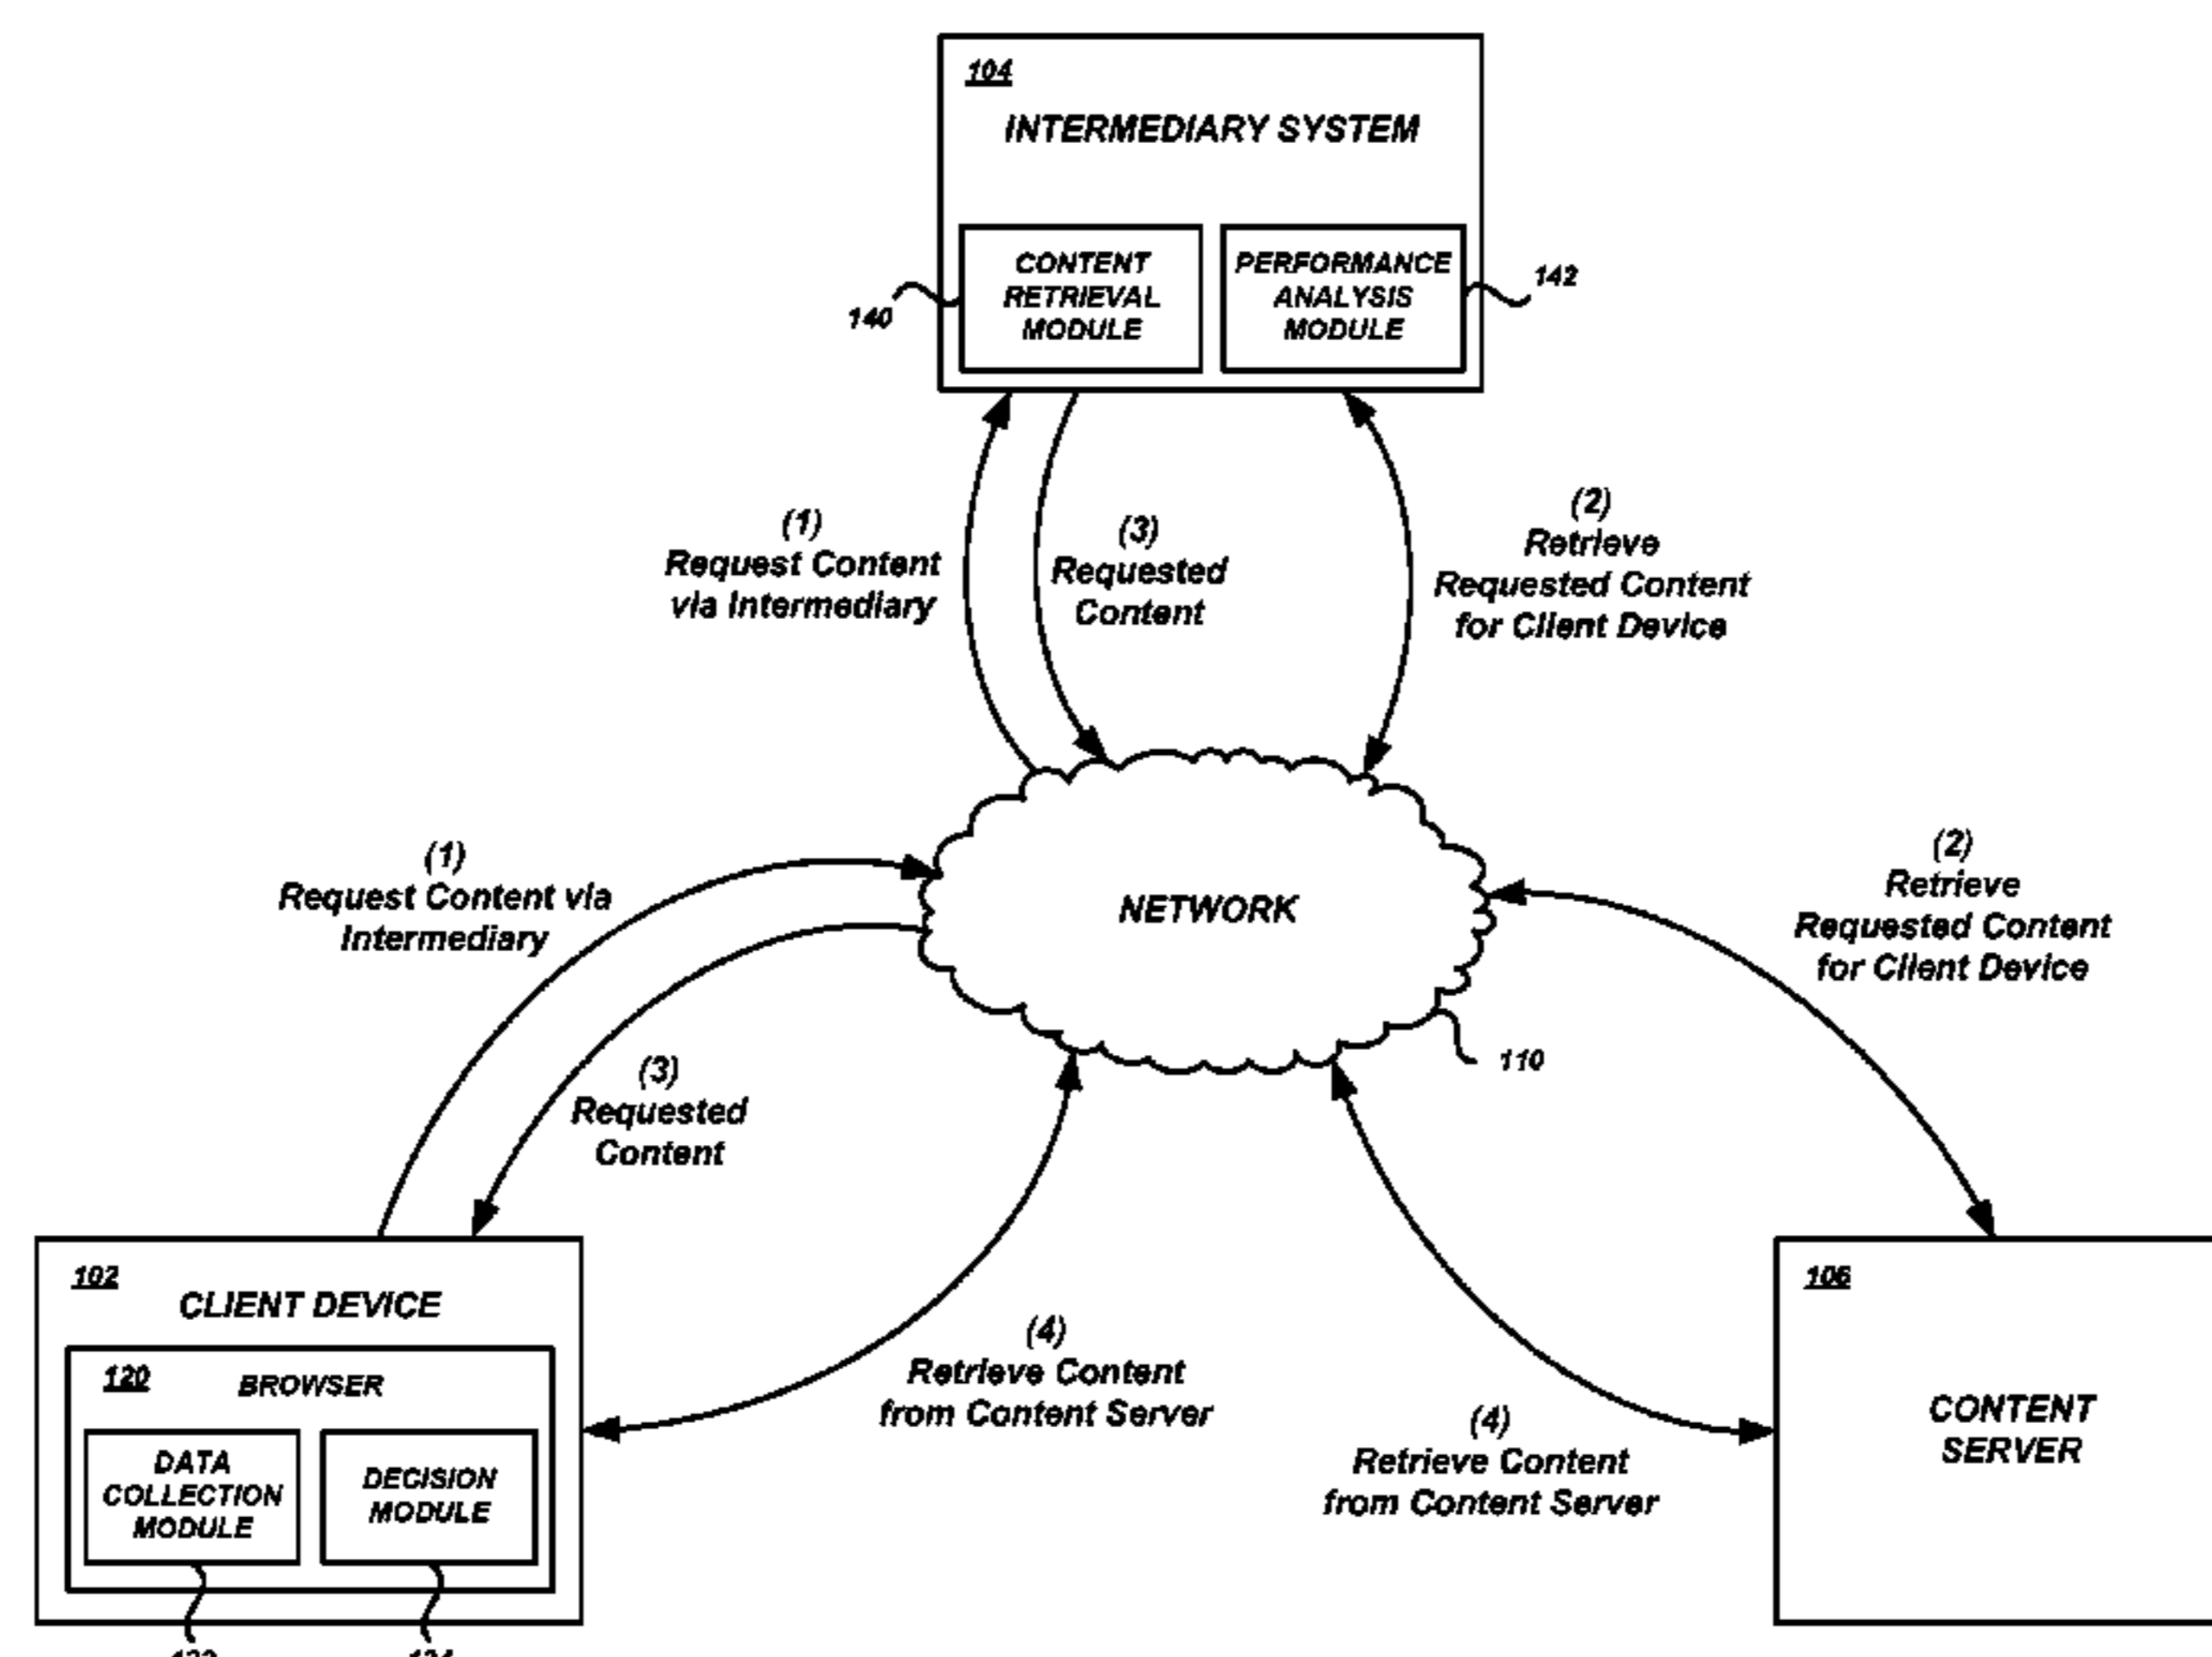 104
INTERMEDIARY SYSTEM
CONTENT
RETRIEVAL
MODULE
PERFORMANCE
ANALYSIS
MODULE
140
142
(1)
Request Content
via Intermediary
(3)
Requested
Content
(2)
Retrieve
Requested Content
for Client Device
(1)
Request Content via
Intermediary
NETWORK
(2)
Retrieve
Requested Content
for Client Device
110
(3)
Requested
Content
102
CLIENT DEVICE
120
BROWSER
DATA
COLLECTION
MODULE
DECISION
MODULE
(4)
Retrieve Content
from Content Server
(4)
Retrieve Content
from Content Server
106
CONTENT
SERVER